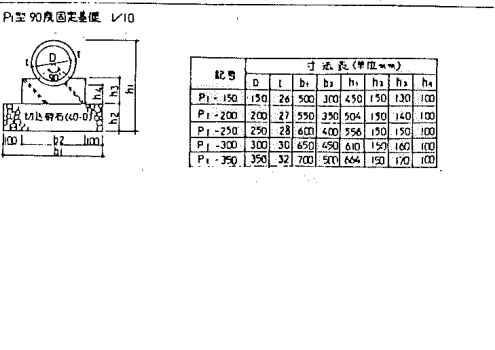 P1型 90度固定基礎 1/10
D
t
t
90°
h4
h3
h2
h1
切込砕石(40-0)
100 b2 100
b1
寸法表(単位mm)
記号 D t b1 b2 h1 h2 h3 h4
P1-150 150 26 500 300 450 150 130 100
P1-200 200 27 550 350 504 150 140 100
P1-250 250 28 600 400 556 150 150 100
P1-300 300 30 650 450 610 150 160 100
P1-350 350 32 700 500 664 150 170 100